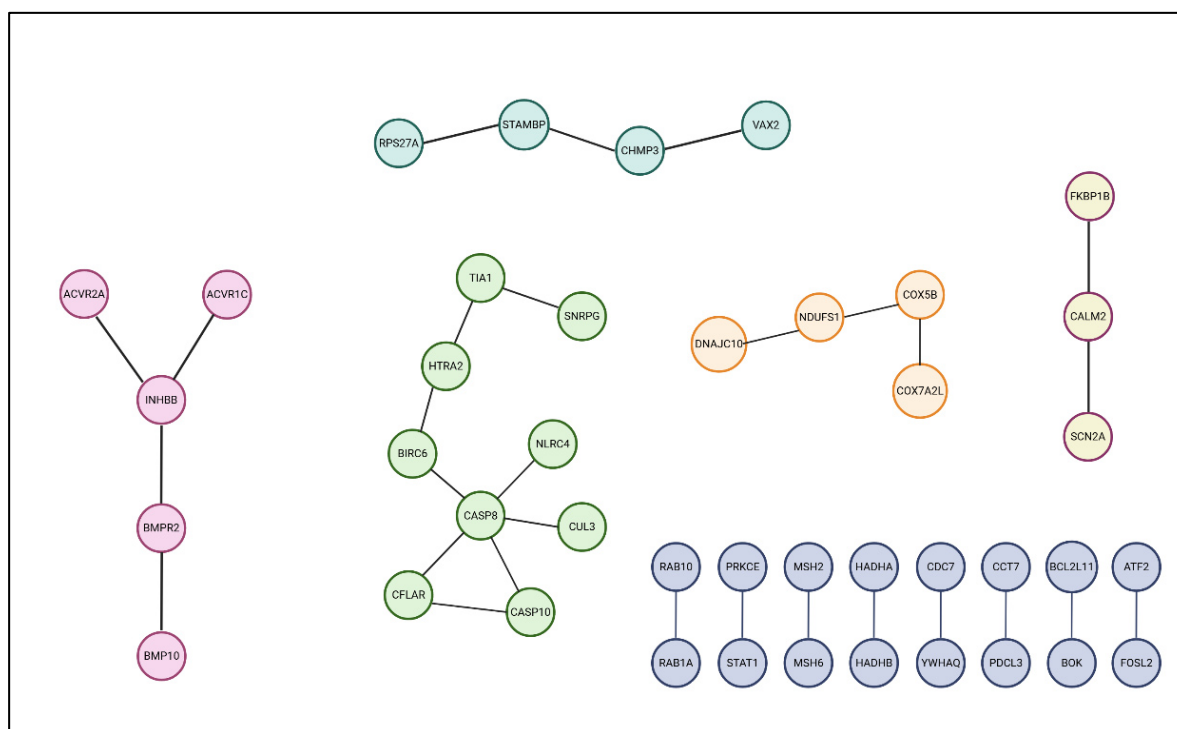 RPS27A
STAMBP
CHMP3
VAX2
FKBP1B
CALM2
SCN2A
ACVR2A
ACVR1C
INHBB
BMPR2
BMP10
TIA1
SNRPG
HTRA2
BIRC6
NLRC4
CASP8
CUL3
CFLAR
CASP10
DNAJC10
NDUFS1
COX5B
COX7A2L
RAB10 PRKCE MSH2 HADHA CDC7 CCT7 BCL2L11 ATF2
RAB1A STAT1 MSH6 HADHB YWHAQ PDCL3 BOK FOSL2